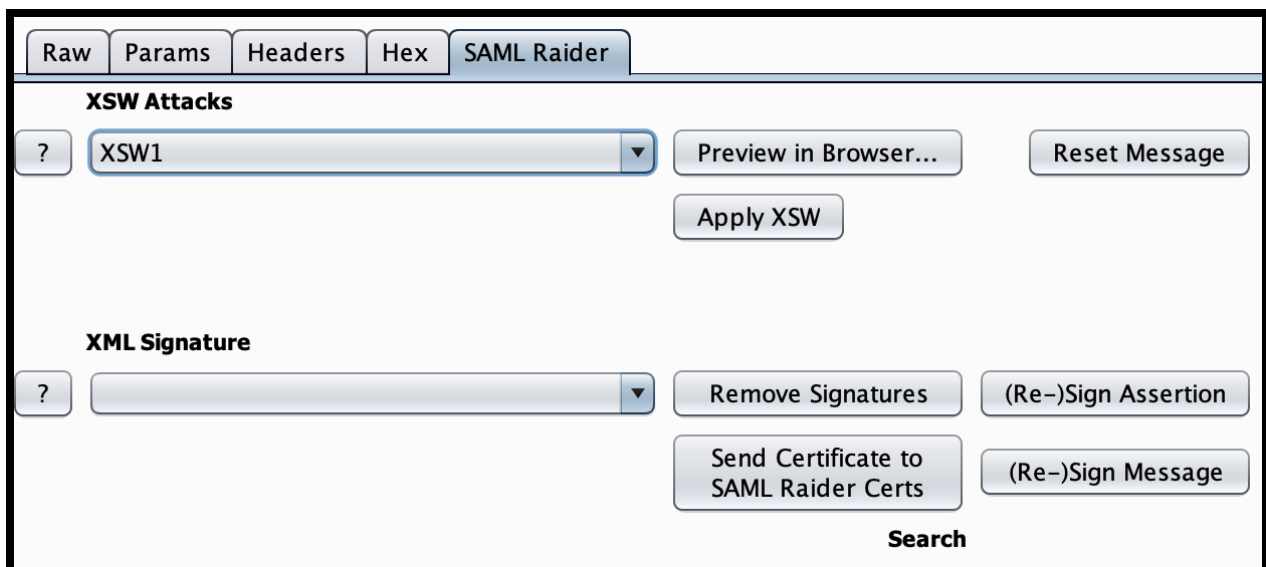 Raw Params Headers Hex SAML Raider
XSW Attacks
? XSW1 Preview in Browser... Reset Message
Apply XSW
XML Signature
? Remove Signatures (Re-)Sign Assertion
Send Certificate to
SAML Raider Certs
(Re-)Sign Message
Search